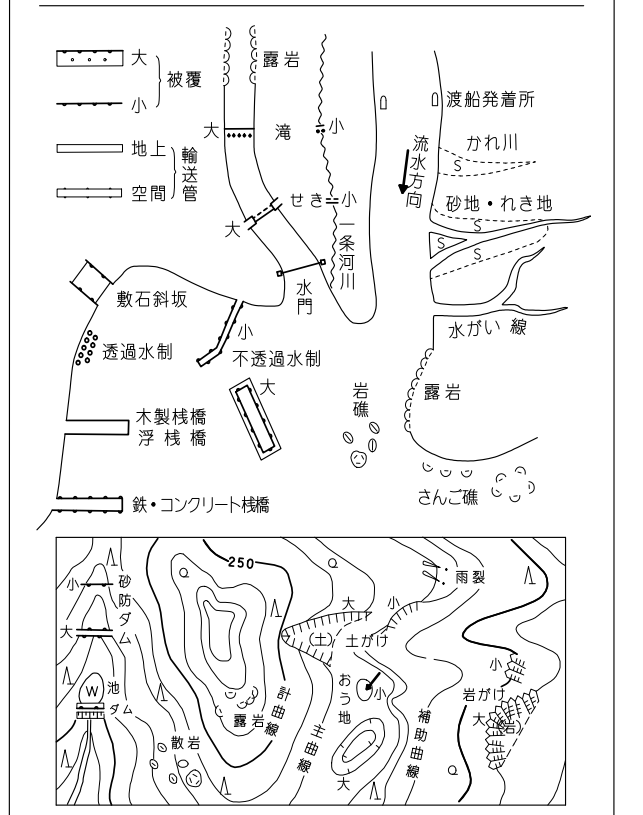 大
被覆
小
地上
輸送管
空間
露岩
渡船発着所
大
滝
小
流水方向
かれ川
S
砂地・れき地
せき
小
大
一条河川
S
S
S
水門
敷石斜坂
小
水がい線
透過水制
不透過水制
大
岩礁
露岩
木製桟橋
浮桟橋
さんご礁
鉄・コンクリート桟橋
250
小
砂防ダム
大
雨裂
大
小
(土)
土がけ
小
池
W
ダム
おう地
小
岩がけ
大
(岩)
計曲線
露岩
主曲線
補助曲線
散岩
大